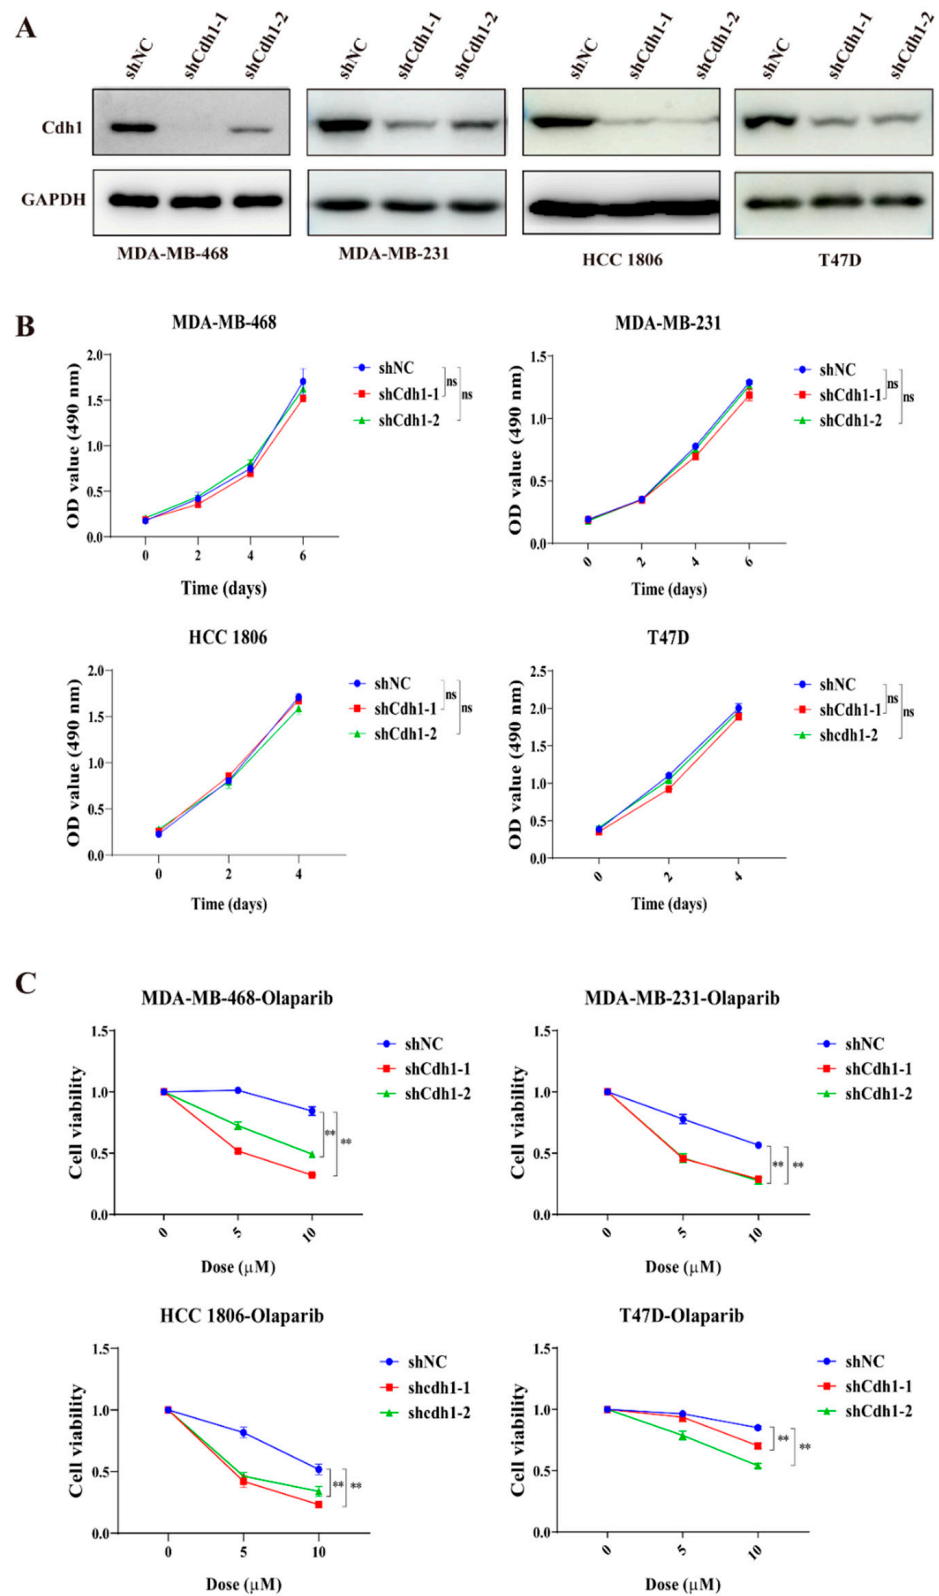 A
shNC shCdh1-1 shCdh1-2 shNC shCdh1-1 shCdh1-2 shNC shCdh1-1 shCdh1-2 shNC shCdh1-1 shCdh1-2
Cdh1
GAPDH
MDA-MB-468 MDA-MB-231 HCC 1806 T47D
B
MDA-MB-468
OD value (490 nm)
2.0
1.5
1.0
0.5
0.0
0 2 4 6
Time (days)
shNC
shCdh1-1
shCdh1-2
ns
ns
MDA-MB-231
OD value (490 nm)
1.5
1.0
0.5
0.0
0 2 4 6
Time (days)
shNC
shCdh1-1
shCdh1-2
ns
ns
HCC 1806
OD value (490 nm)
2.0
1.5
1.0
0.5
0.0
0 2 4
Time (days)
shNC
shCdh1-1
shCdh1-2
ns
ns
T47D
OD value (490 nm)
2.5
2.0
1.5
1.0
0.5
0.0
0 2 4
Time (days)
shNC
shCdh1-1
shcdh1-2
ns
ns
C
MDA-MB-468-Olaparib
Cell viability
1.5
1.0
0.5
0.0
0 5 10
Dose (μM)
shNC
shCdh1-1
shCdh1-2
** **
MDA-MB-231-Olaparib
Cell viability
1.5
1.0
0.5
0.0
0 5 10
Dose (μM)
shNC
shCdh1-1
shCdh1-2
** **
HCC 1806-Olaparib
Cell viability
1.5
1.0
0.5
0.0
0 5 10
Dose (μM)
shNC
shcdh1-1
shcdh1-2
** **
T47D-Olaparib
Cell viability
1.5
1.0
0.5
0.0
0 5 10
Dose (μM)
shNC
shCdh1-1
shCdh1-2
** **